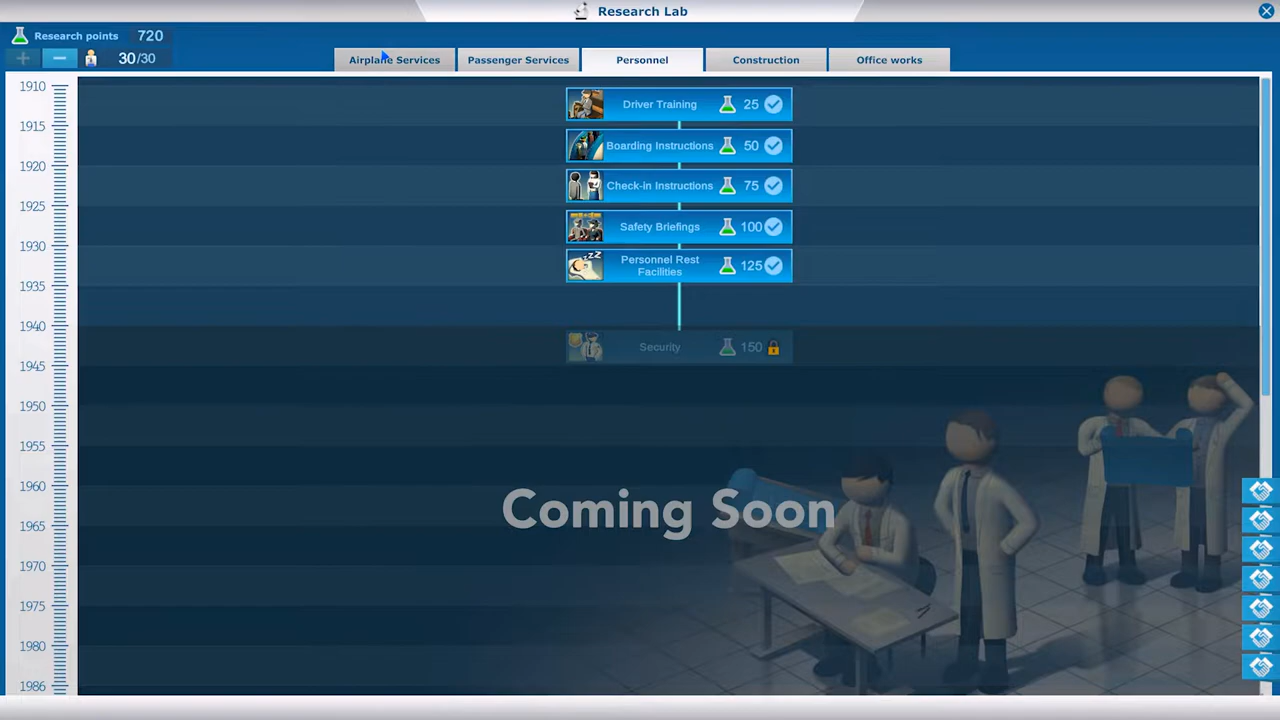 Research Lab
Research points 720
30/30
Airplane Services
Passenger Services
Personnel
Construction
Office works
1910
1915
1920
1925
1930
1935
1940
1945
1950
1955
1960
1965
1970
1975
1980
1986
Driver Training 25
Boarding Instructions 50
Check-in Instructions 75
Safety Briefings 100
Personnel Rest
Facilities 125
Security 150
Coming Soon